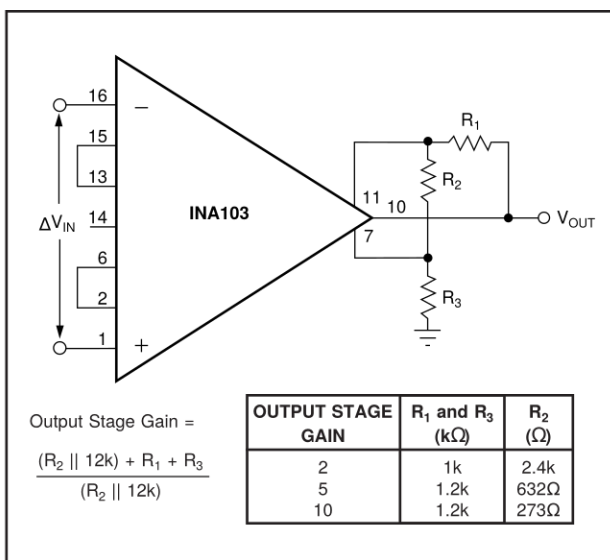 16
−
15
13
INA103
14
ΔV_IN
6
2
1
+
11
10
7
R₁
R₂
R₃
V_OUT
Output Stage Gain =
(R₂ || 12k) + R₁ + R₃
(R₂ || 12k)
OUTPUT STAGE GAIN	R₁ and R₃ (kΩ)	R₂ (Ω)
2	1k	2.4k
5	1.2k	632Ω
10	1.2k	273Ω